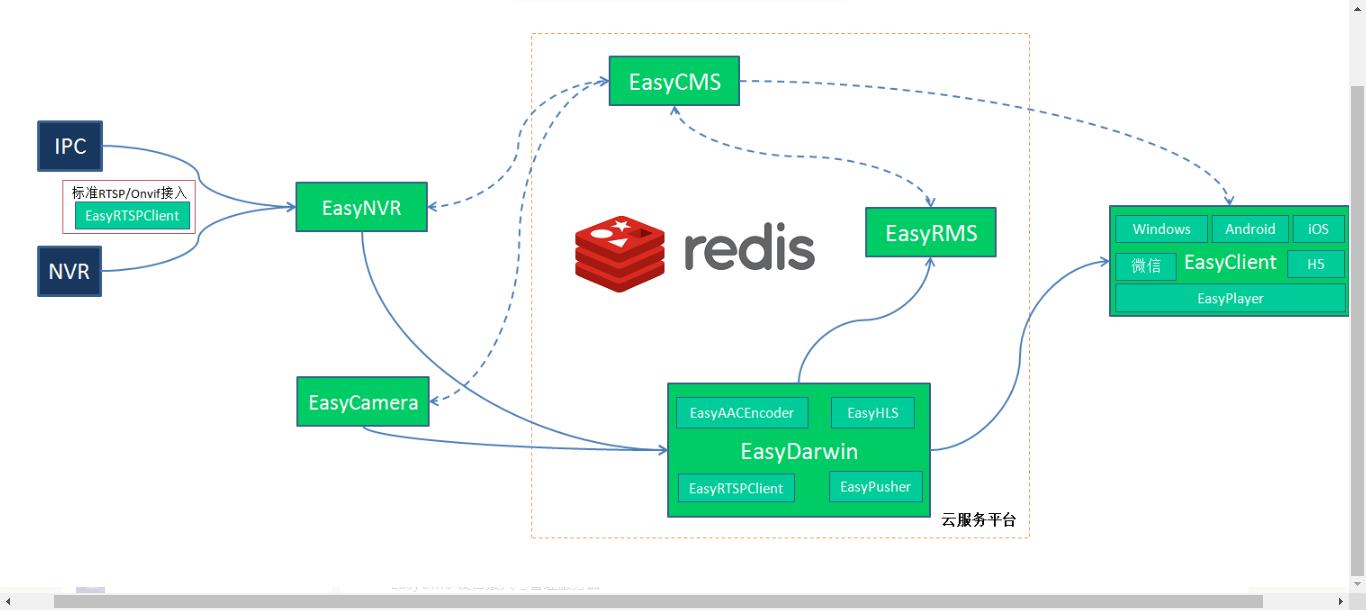 EasyCMS
IPC
标准RTSP/Onvif接入
EasyRTSPClient
NVR
EasyNVR
redis
EasyRMS
Windows
Android
iOS
微信
EasyClient
H5
EasyPlayer
EasyCamera
EasyAACEncoder
EasyHLS
EasyDarwin
EasyRTSPClient
EasyPusher
云服务平台